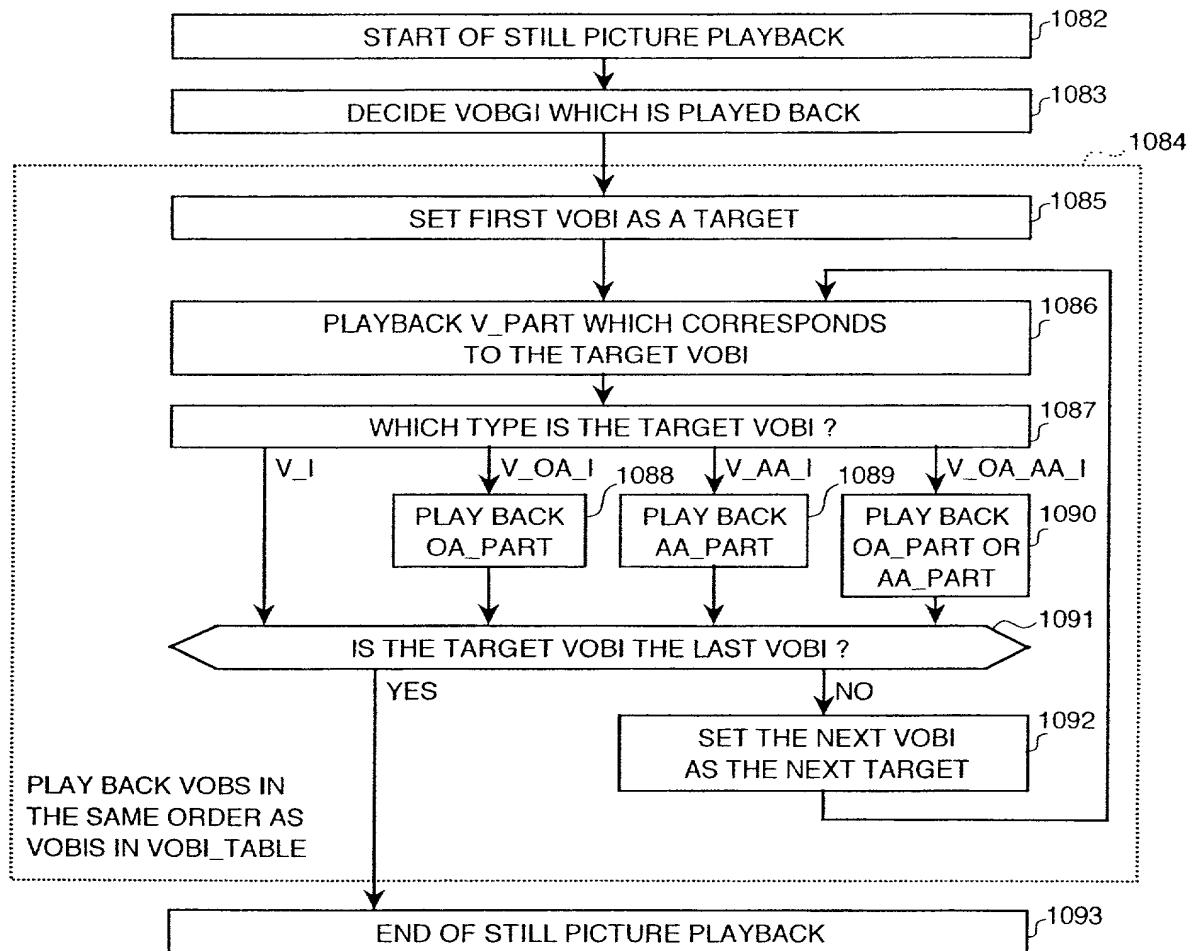 START OF STILL PICTURE PLAYBACK
1082
DECIDE VOBGI WHICH IS PLAYED BACK
1083
1084
SET FIRST VOBI AS A TARGET
1085
PLAYBACK V_PART WHICH CORRESPONDS
TO THE TARGET VOBI
1086
WHICH TYPE IS THE TARGET VOBI ?
1087
V_I
V_OA_I
V_AA_I
V_OA_AA_I
1088
PLAY BACK
OA_PART
1089
PLAY BACK
AA_PART
1090
PLAY BACK
OA_PART OR
AA_PART
IS THE TARGET VOBI THE LAST VOBI ?
1091
YES
NO
SET THE NEXT VOBI
AS THE NEXT TARGET
1092
PLAY BACK VOBS IN
THE SAME ORDER AS
VOBIS IN VOBI_TABLE
END OF STILL PICTURE PLAYBACK
1093